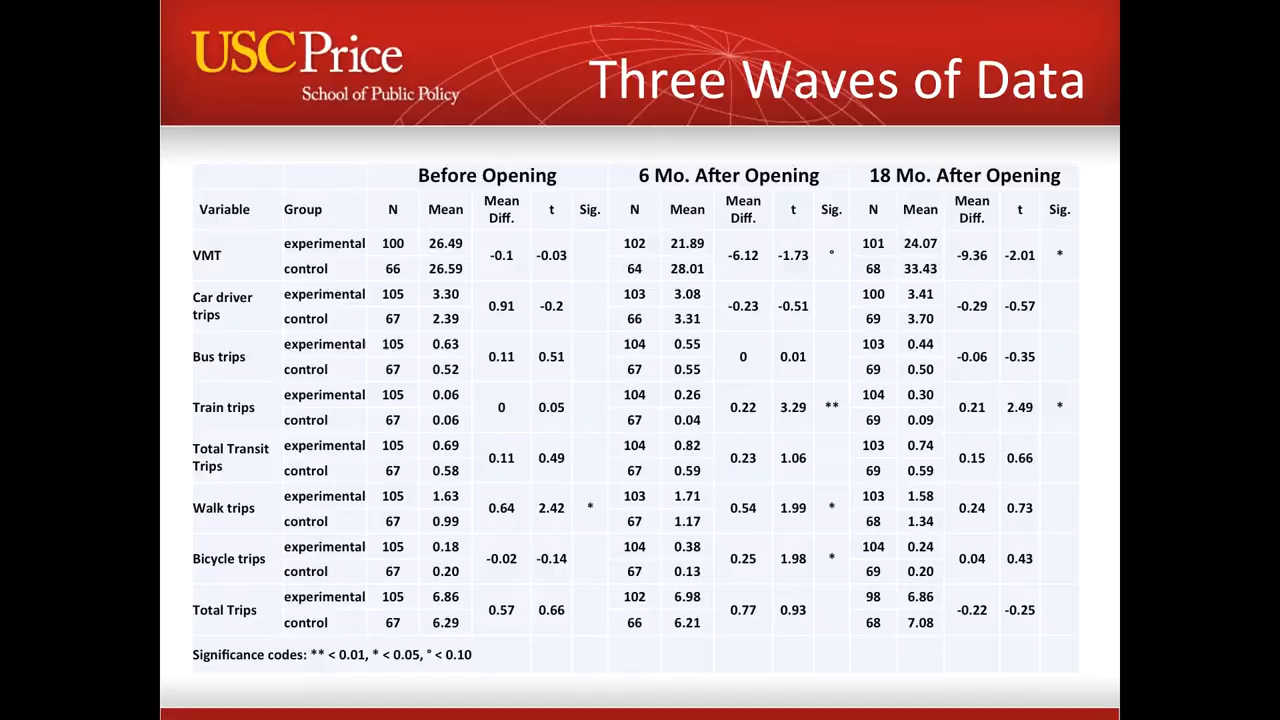 USCPrice
School of Public Policy
Three Waves of Data
Before Opening 6 Mo. After Opening 18 Mo. After Opening
Variable Group N Mean Mean Diff. t Sig. N Mean Mean Diff. t Sig. N Mean Mean Diff. t Sig.
VMT experimental 100 26.49 -0.1 -0.03 102 21.89 -6.12 -1.73 ° 101 24.07 -9.36 -2.01 *
control 66 26.59 64 28.01 68 33.43
Car driver trips experimental 105 3.30 0.91 -0.2 103 3.08 -0.23 -0.51 100 3.41 -0.29 -0.57
control 67 2.39 66 3.31 69 3.70
Bus trips experimental 105 0.63 0.11 0.51 104 0.55 0 0.01 103 0.44 -0.06 -0.35
control 67 0.52 67 0.55 69 0.50
Train trips experimental 105 0.06 0 0.05 104 0.26 0.22 3.29 ** 104 0.30 0.21 2.49 *
control 67 0.06 67 0.04 69 0.09
Total Transit Trips experimental 105 0.69 0.11 0.49 104 0.82 0.23 1.06 103 0.74 0.15 0.66
control 67 0.58 67 0.59 69 0.59
Walk trips experimental 105 1.63 0.64 2.42 * 103 1.71 0.54 1.99 * 103 1.58 0.24 0.73
control 67 0.99 67 1.17 68 1.34
Bicycle trips experimental 105 0.18 -0.02 -0.14 104 0.38 0.25 1.98 * 104 0.24 0.04 0.43
control 67 0.20 67 0.13 69 0.20
Total Trips experimental 105 6.86 0.57 0.66 102 6.98 0.77 0.93 98 6.86 -0.22 -0.25
control 67 6.29 66 6.21 68 7.08
Significance codes: ** < 0.01, * < 0.05, ° < 0.10